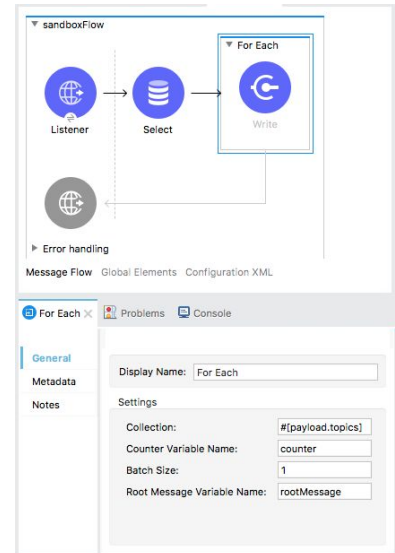 sandboxFlow
For Each
Listener
Select
Write
Error handling
Message Flow Global Elements Configuration XML
For Each Problems Console
General
Metadata
Notes
Display Name: For Each
Settings
Collection: #[payload.topics]
Counter Variable Name: counter
Batch Size: 1
Root Message Variable Name: rootMessage